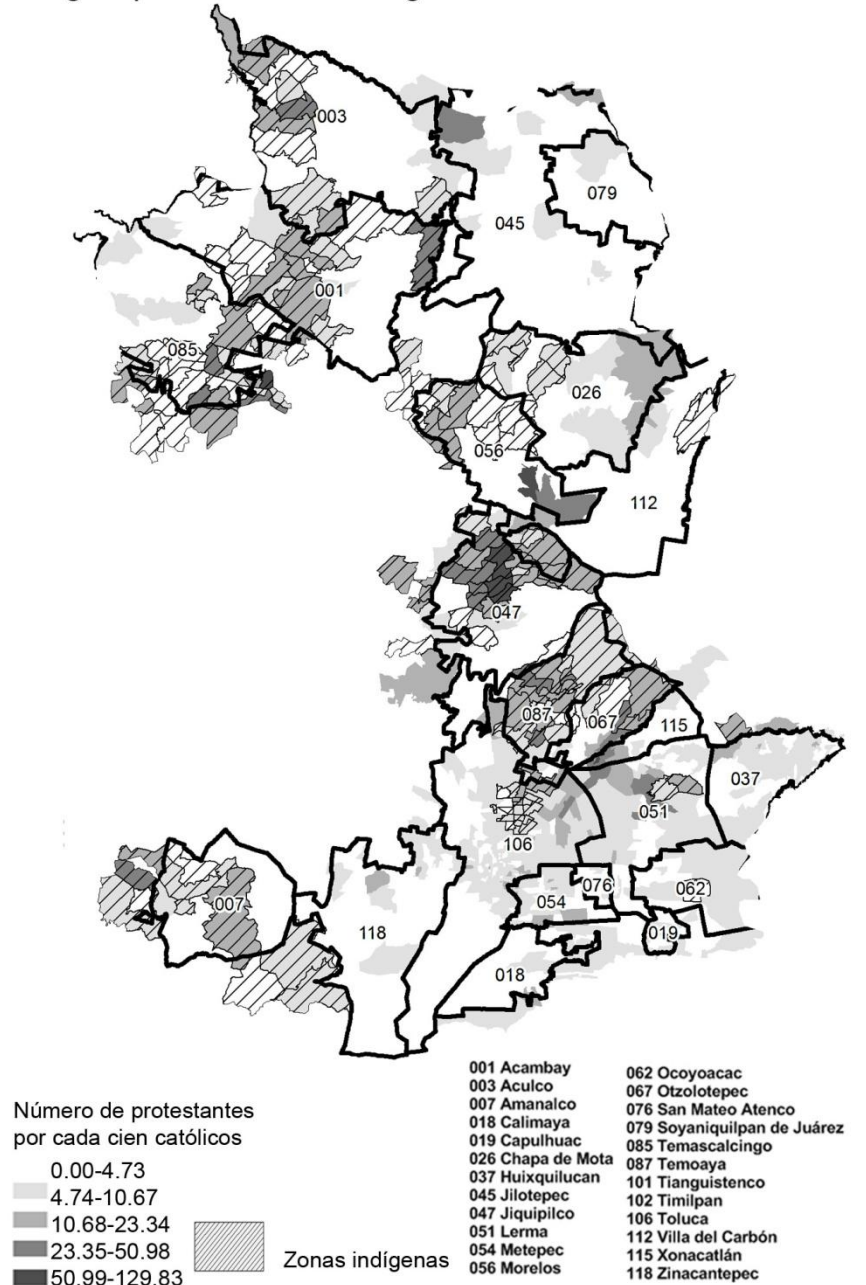 003
079
045
001
085
026
056
112
047
087
067
115
037
051
106
076
062
054
007
118
019
018
Número de protestantes
por cada cien católicos
0.00-4.73
4.74-10.67
10.68-23.34
23.35-50.98
50.99-129.83
Zonas indígenas
001 Acambay
003 Aculco
007 Amanalco
018 Calimaya
019 Capulhuac
026 Chapa de Mota
037 Huixquilucan
045 Jilotepec
047 Jiquipilco
051 Lerma
054 Metepec
056 Morelos
062 Ocoyoacac
067 Otzolotepec
076 San Mateo Atenco
079 Soyaniquilpan de Juárez
085 Temascalcingo
087 Temoaya
101 Tianguistenco
102 Timilpan
106 Toluca
112 Villa del Carbón
115 Xonacatlán
118 Zinacantepec